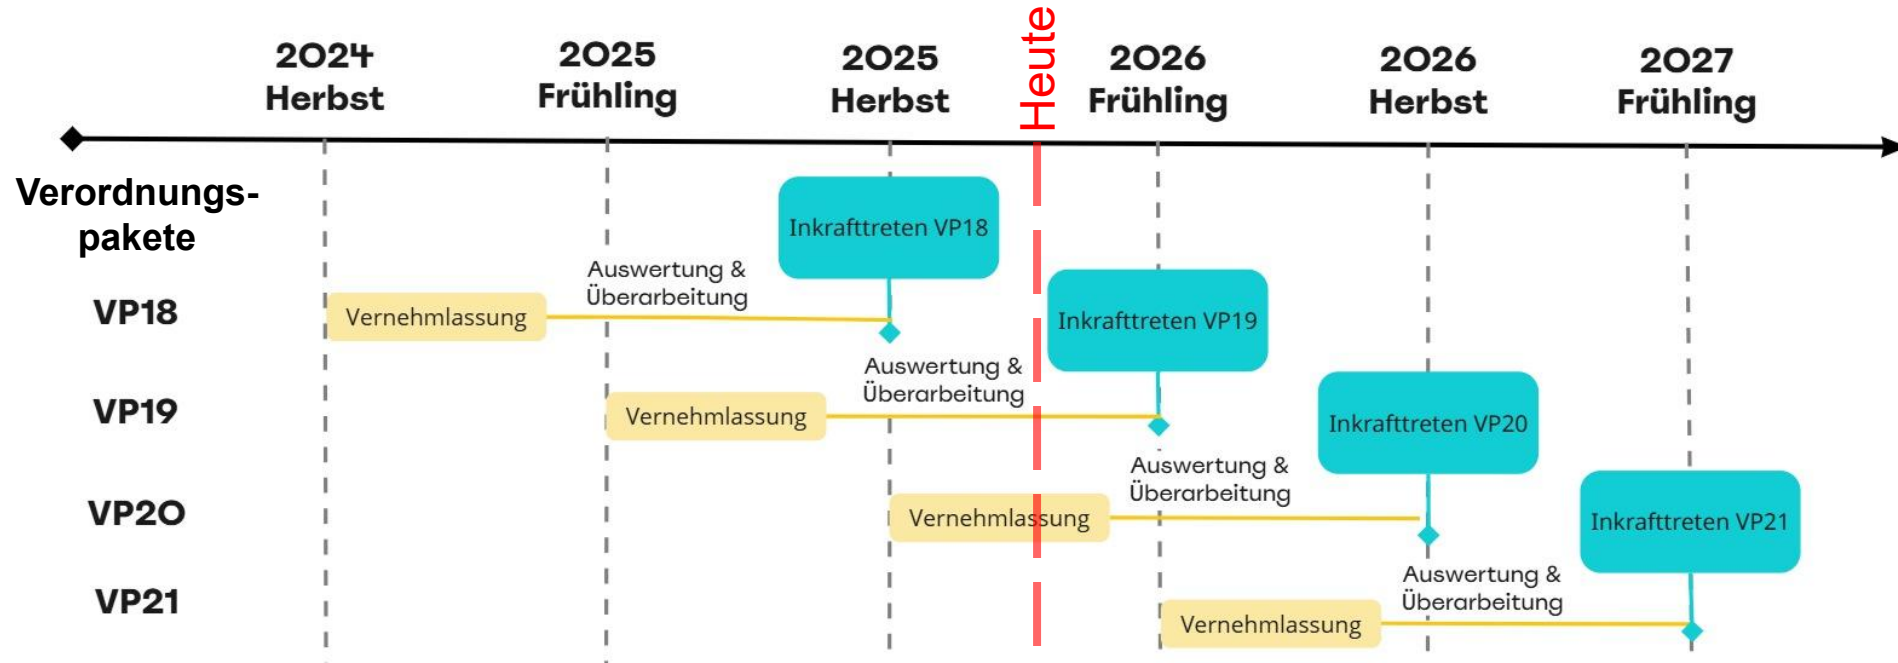 2024
Herbst
2025
Frühling
2025
Herbst
Heute
2026
Frühling
2026
Herbst
2027
Frühling
Verordnungs-
pakete
Inkrafttreten VP18
VP18
Vernehmlassung
Auswertung &
Überarbeitung
Inkrafttreten VP19
VP19
Vernehmlassung
Auswertung &
Überarbeitung
Inkrafttreten VP20
VP20
Vernehmlassung
Auswertung &
Überarbeitung
Inkrafttreten VP21
VP21
Vernehmlassung
Auswertung &
Überarbeitung